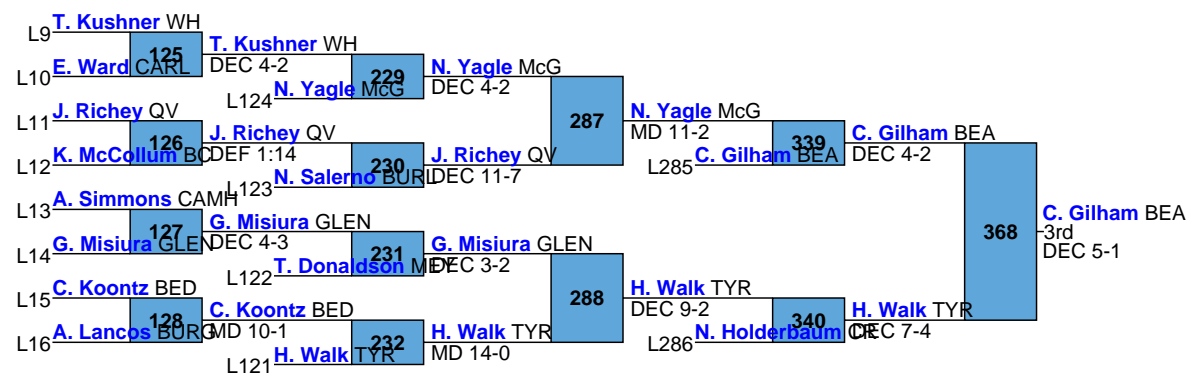 L9 T. Kushner WH
125
L10 E. Ward CARL
T. Kushner WH
DEC 4-2
229
L124 N. Yagle McG
N. Yagle McG
DEC 4-2
287
L11 J. Richey QV
126
L12 K. McCollum BC
J. Richey QV
DEF 1:14
230
L123 N. Salerno BURL
J. Richey QV
DEC 11-7
N. Yagle McG
MD 11-2
339
L285 C. Gilham BEA
C. Gilham BEA
DEC 4-2
368
L13 A. Simmons CAMH
127
L14 G. Misiura GLEN
G. Misiura GLEN
DEC 4-3
231
L122 T. Donaldson MEY
G. Misiura GLEN
DEC 3-2
288
L15 C. Koontz BED
128
L16 A. Lancos BURG
C. Koontz BED
MD 10-1
232
L121 H. Walk TYR
H. Walk TYR
MD 14-0
H. Walk TYR
DEC 9-2
340
L286 N. Holderbaum CR
H. Walk TYR
DEC 7-4
C. Gilham BEA
3rd
DEC 5-1